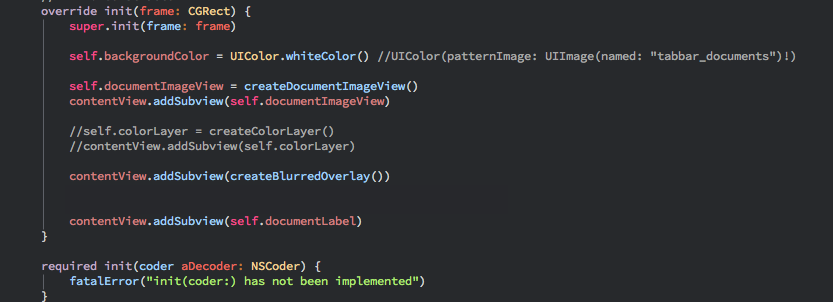 override init(frame: CGRect) {
super.init(frame: frame)
self.backgroundColor = UIColor.whiteColor() //UIColor(patternImage: UIImage(named: "tabbar_documents")!)
self.documentImageView = createDocumentImageView()
contentView.addSubview(self.documentImageView)
//self.colorLayer = createColorLayer()
//contentView.addSubview(self.colorLayer)
contentView.addSubview(createBlurredOverlay())
contentView.addSubview(self.documentLabel)
}
required init(coder aDecoder: NSCoder) {
fatalError("init(coder:) has not been implemented")
}